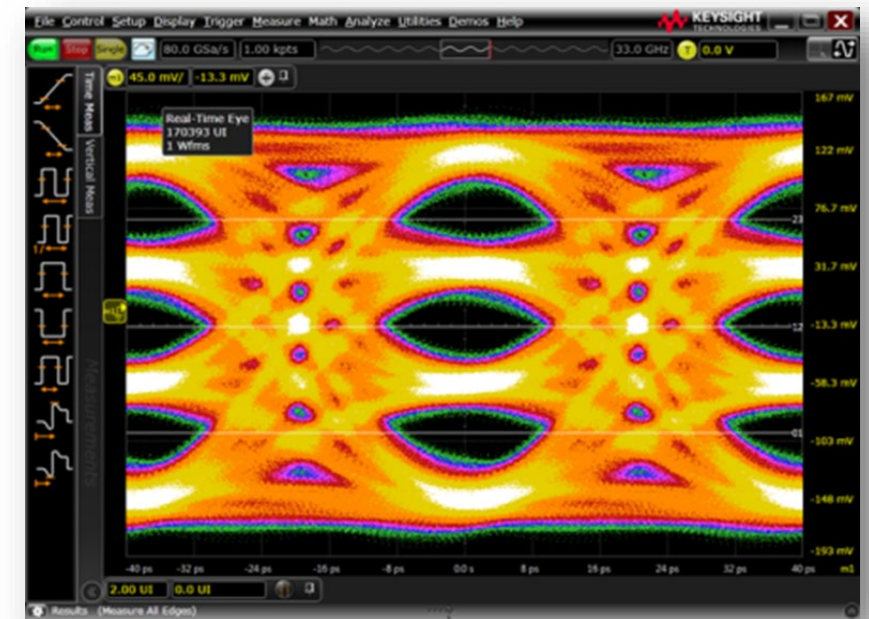 File Control Setup Display Trigger Measure Math Analyze Utilities Demos Help
KEYSIGHT
TECHNOLOGIES
Run Stop Single 80.0 GSa/s 1.00 kpts 33.0 GHz T 0.0 V
m1 45.0 mV/ -13.3 mV
Time Meas
Vertical Meas
Measurements
Real-Time Eye
170393 UI
1 Wfms
167 mV
122 mV
76.7 mV
23
31.7 mV
-13.3 mV
12
-58.3 mV
-103 mV
01
-148 mV
-193 mV
-40 ps -32 ps -24 ps -16 ps -8 ps 0.0 s 8 ps 16 ps 24 ps 32 ps 40 ps m1
2.00 UI 0.0 UI
Results (Measure All Edges)